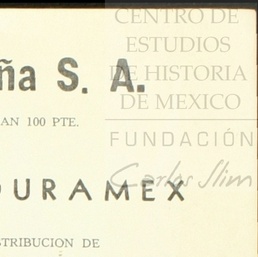 CENTRO DE
ESTUDIOS
DE HISTORIA
DE MEXICO
FUNDACIÓN
Carlos Slim
ña S. A.
AN 100 PTE.
DURAMEX
STRIBUCION DE